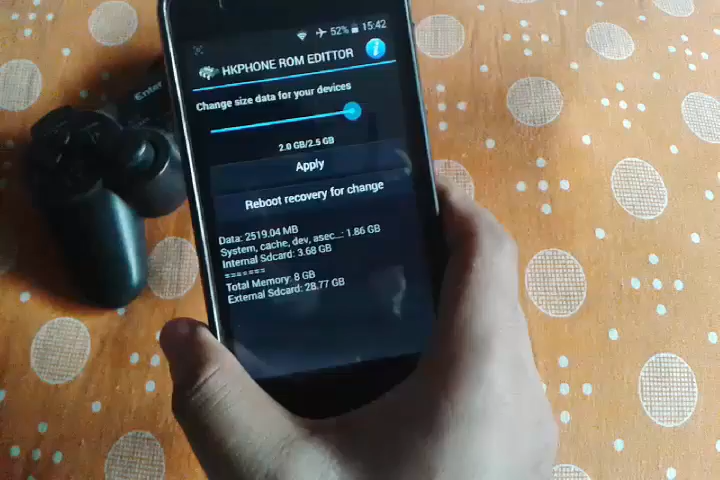 52% 15:42
HKPHONE ROM EDITTOR
Change size data for your devices
2.0 GB/2.5 GB
Apply
Reboot recovery for change
Data: 2519.04 MB
System, cache, dev, asec...: 1.86 GB
Internal Sdcard: 3.68 GB
=======
Total Memory: 8 GB
External Sdcard: 28.77 GB
Enter